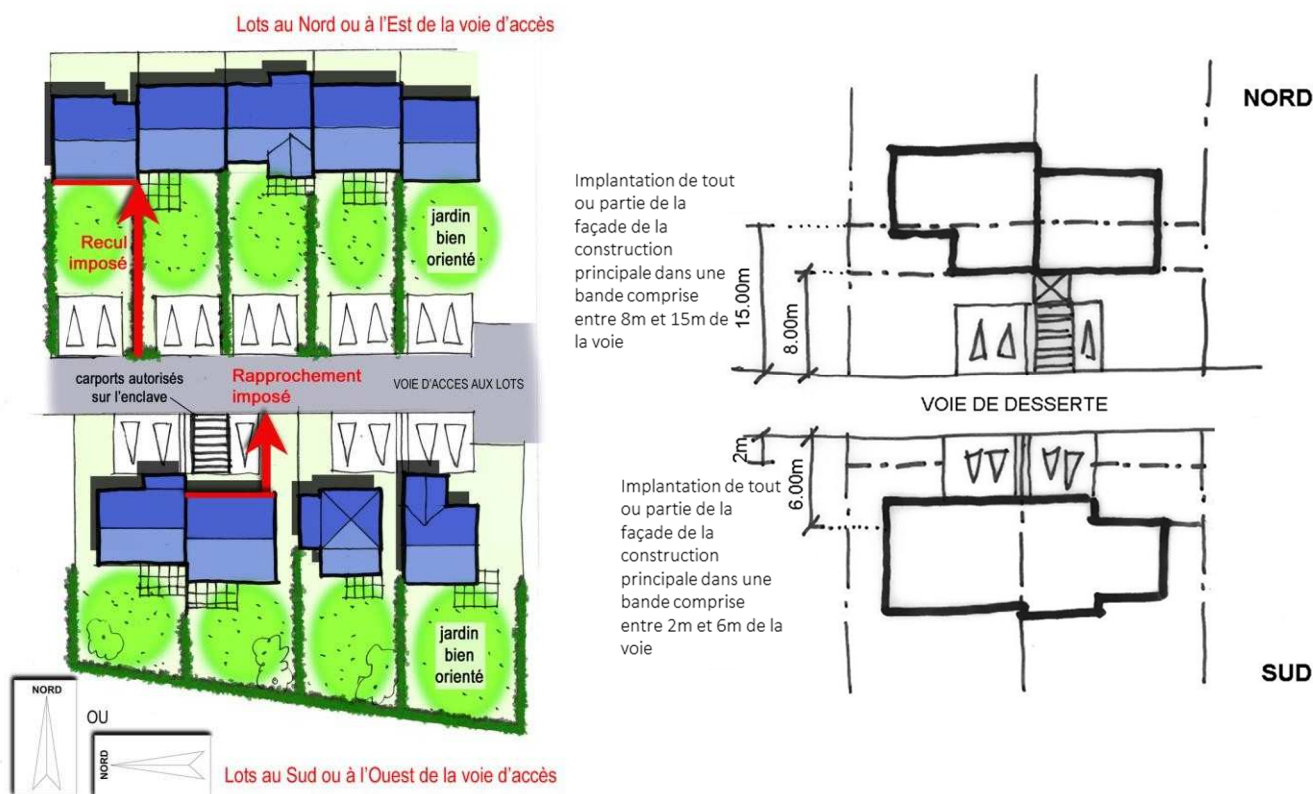 Lots au Nord ou à l'Est de la voie d'accès
Recul
imposé
jardin
bien
orienté
carports autorisés
sur l'enclave
Rapprochement
imposé
VOIE D'ACCES AUX LOTS
jardin
bien
orienté
NORD
OU
NORD
Lots au Sud ou à l'Ouest de la voie d'accès
NORD
Implantation de tout
ou partie de la
façade de la
construction
principale dans une
bande comprise
entre 8m et 15m de
la voie
15.00m
8.00m
VOIE DE DESSERTE
2m
6.00m
Implantation de tout
ou partie de la
façade de la
construction
principale dans une
bande comprise
entre 2m et 6m de la
voie
SUD